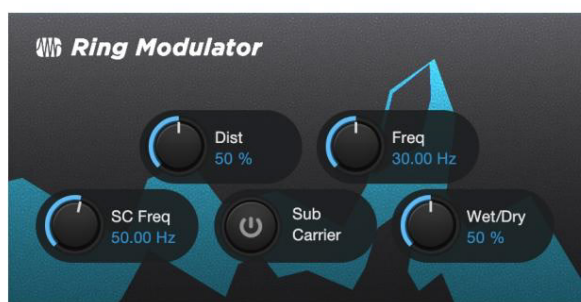 Ring Modulator
Dist
50 %
Freq
30.00 Hz
SC Freq
50.00 Hz
Sub
Carrier
Wet/Dry
50 %